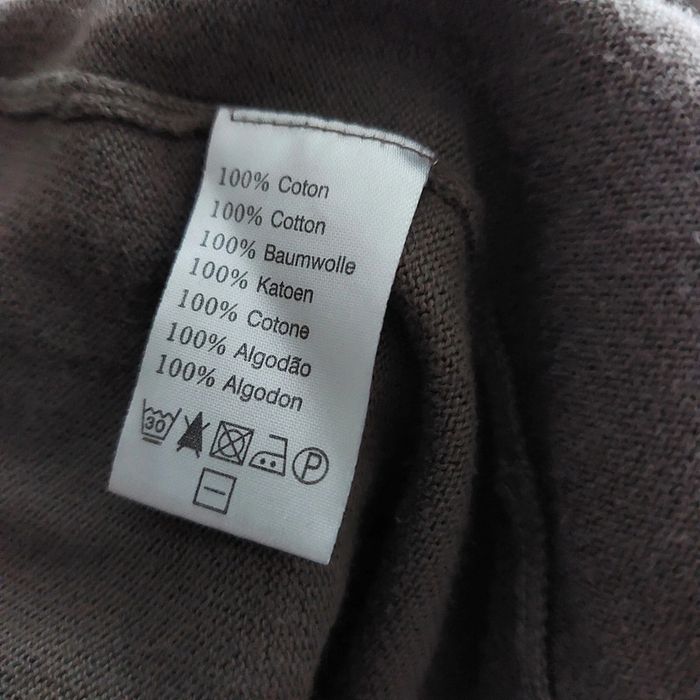 100% Coton
100% Cotton
100% Baumwolle
100% Katoen
100% Cotone
100% Algodão
100% Algodon
30
P